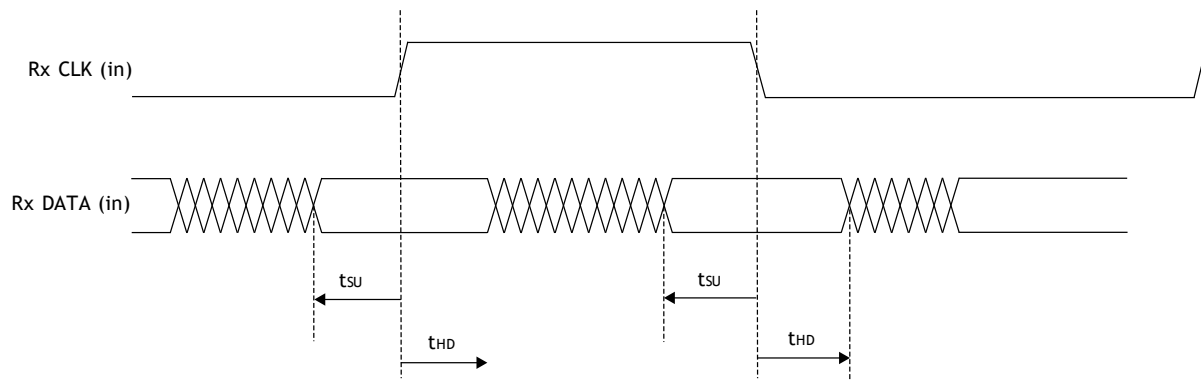 Rx CLK (in)
Rx DATA (in)
tSU
tSU
tHD
tHD